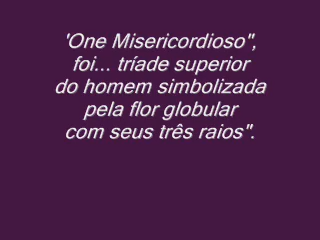 'One Misericordioso",
foi... tríade superior
do homem simbolizada
pela flor globular
com seus três raios".